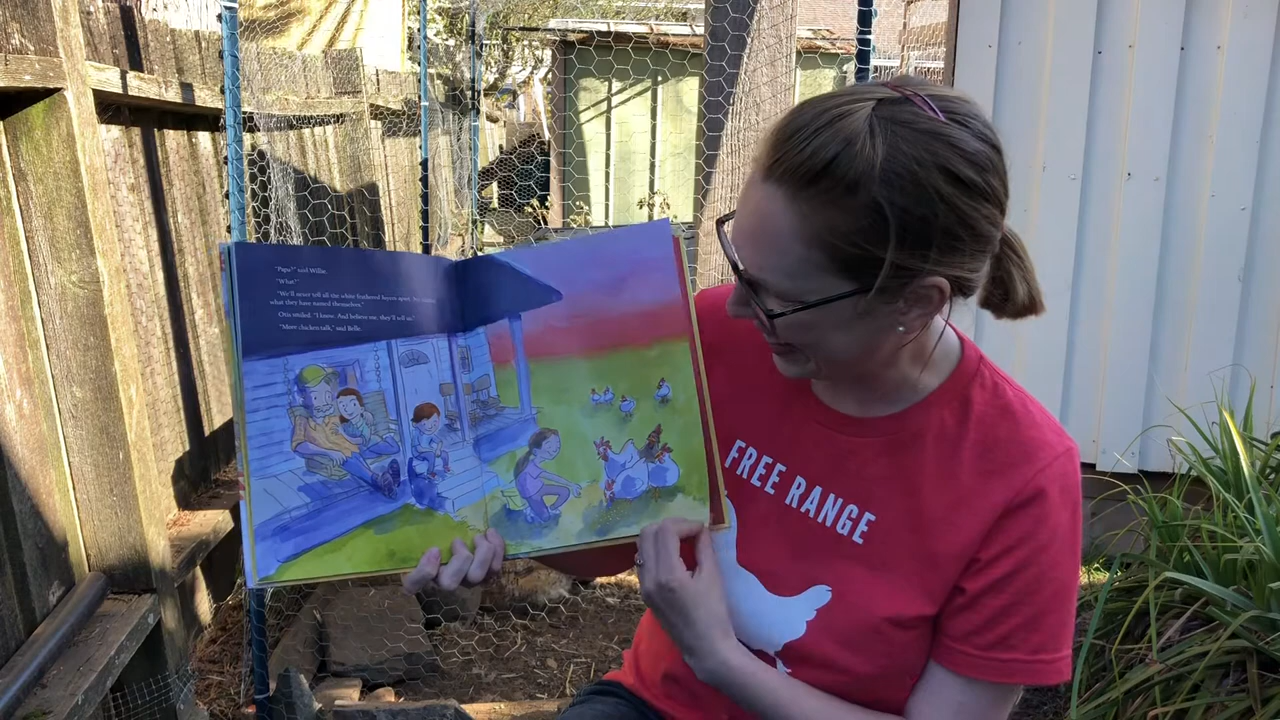 "Papa?" said Willie.
"What?"
"We'll never tell all the white feathered layers apart. No matter
what they have named themselves."
Otis smiled. "I know. And believe me, they'll tell us."
"More chicken talk," said Belle.
FREE RANGE